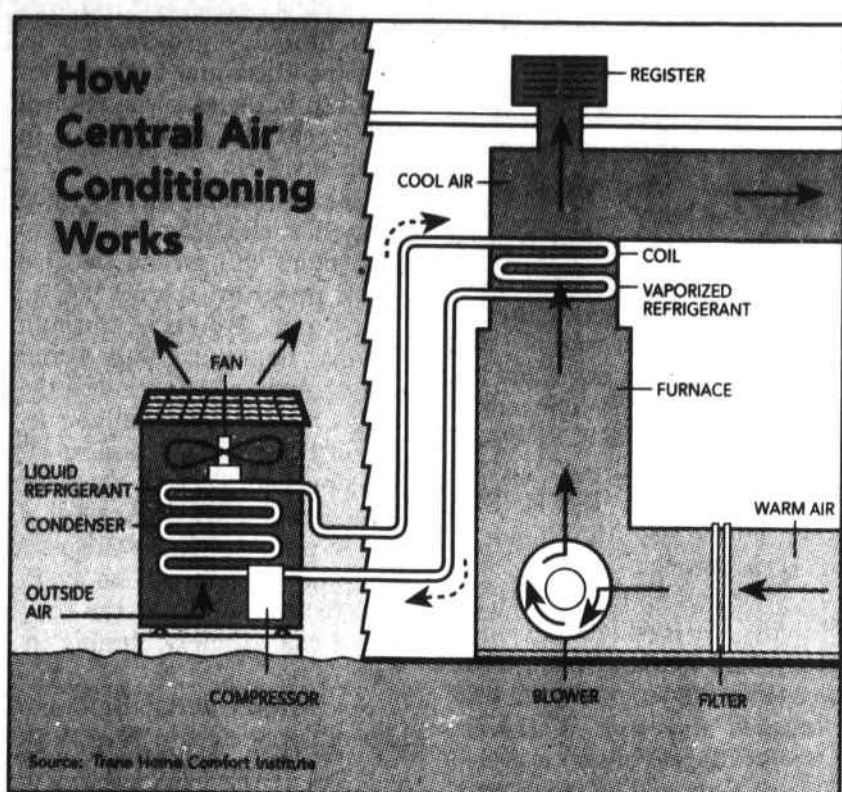 How
Central Air
Conditioning
Works
REGISTER
COOL AIR
COIL
VAPORIZED
REFRIGERANT
FAN
FURNACE
LIQUID
REFRIGERANT
CONDENSER
WARM AIR
OUTSIDE
AIR
COMPRESSOR
BLOWER
FILTER
Source: Trane Home Comfort Institute